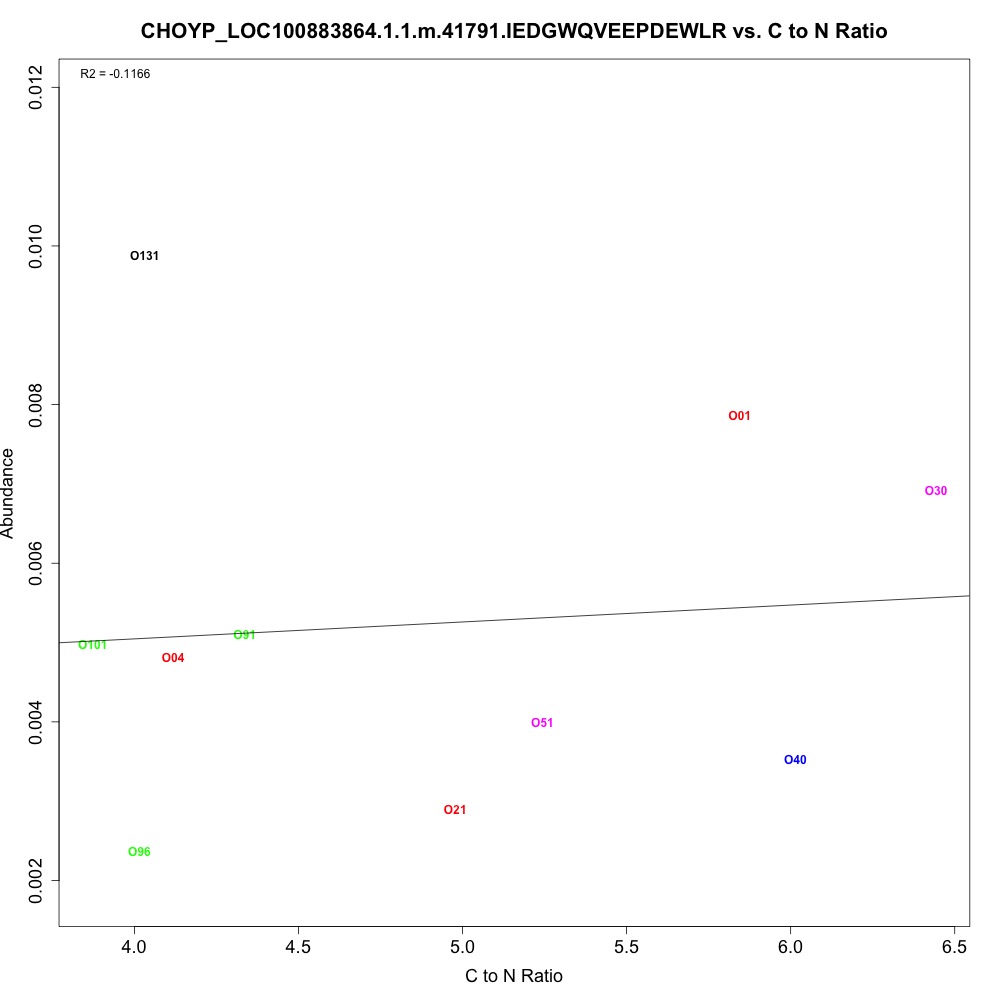 CHOYP_LOC100883864.1.1.m.41791.IEDGWQVEEPDEWLR vs. C to N Ratio
R2 = -0.1166
0.012
0.010
0.008
0.006
0.004
0.002
Abundance
O131
O01
O30
O91
O101
O04
O51
O40
O21
O96
4.0 4.5 5.0 5.5 6.0 6.5
C to N Ratio